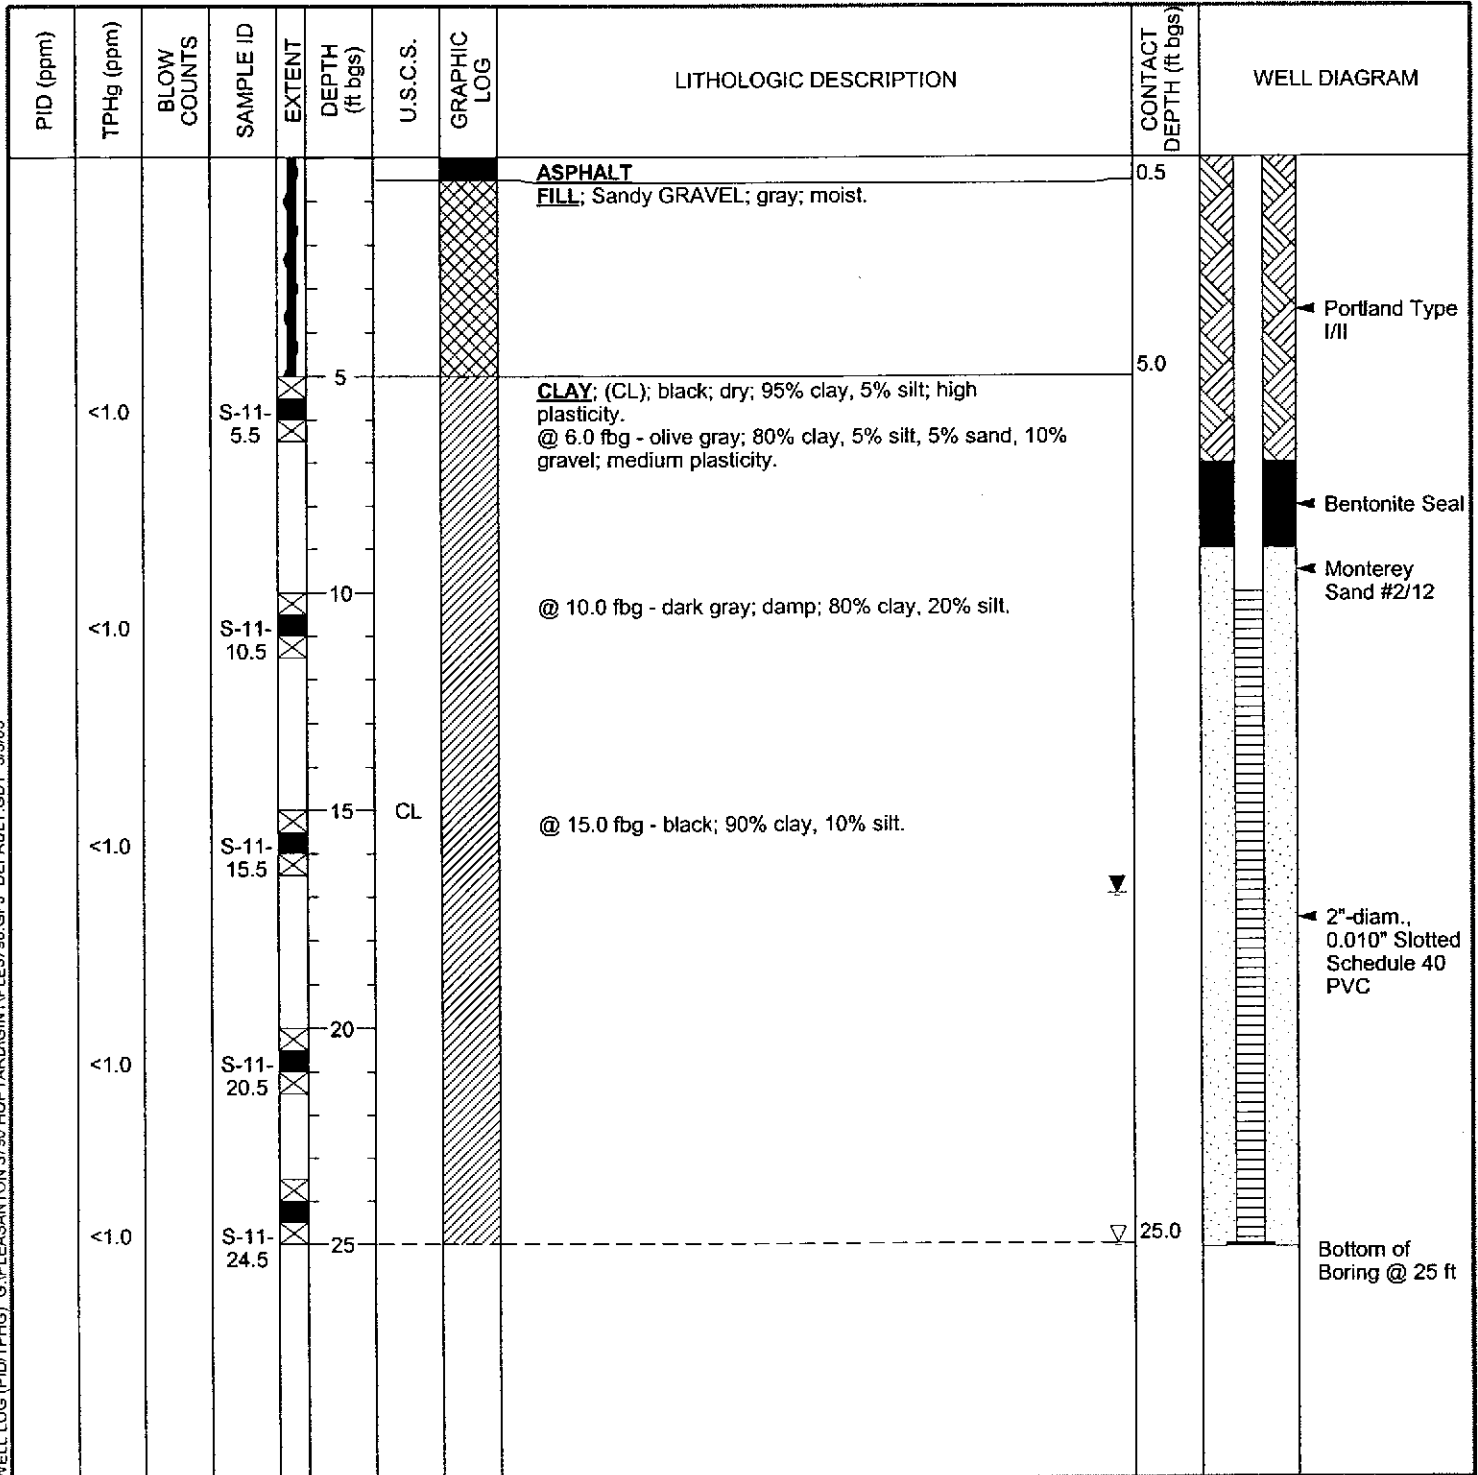 PID (ppm)
TPHg (ppm)
BLOW
COUNTS
SAMPLE ID
EXTENT
DEPTH
(ft bgs)
U.S.C.S.
GRAPHIC
LOG
LITHOLOGIC DESCRIPTION
CONTACT
DEPTH (ft bgs)
WELL DIAGRAM
ASPHALT
0.5
FILL; Sandy GRAVEL; gray; moist.
Portland Type
I/II
5
5.0
CLAY; (CL); black; dry; 95% clay, 5% silt; high
plasticity.
<1.0
S-11-
5.5
@ 6.0 fbg - olive gray; 80% clay, 5% silt, 5% sand, 10%
gravel; medium plasticity.
Bentonite Seal
Monterey
Sand #2/12
10
@ 10.0 fbg - dark gray; damp; 80% clay, 20% silt.
<1.0
S-11-
10.5
15
CL
@ 15.0 fbg - black; 90% clay, 10% silt.
<1.0
S-11-
15.5
2"-diam.,
0.010" Slotted
Schedule 40
PVC
20
<1.0
S-11-
20.5
<1.0
S-11-
24.5
25
25.0
Bottom of
Boring @ 25 ft